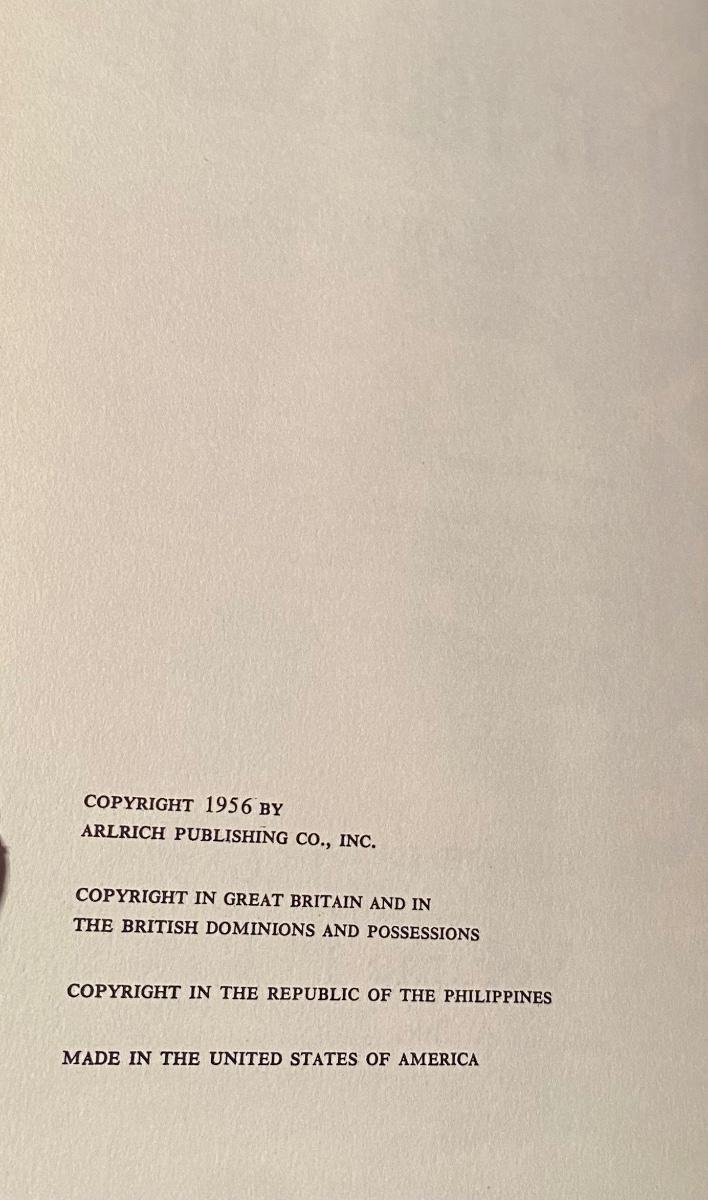 COPYRIGHT 1956 BY
ARLRICH PUBLISHING CO., INC.
COPYRIGHT IN GREAT BRITAIN AND IN
THE BRITISH DOMINIONS AND POSSESSIONS
COPYRIGHT IN THE REPUBLIC OF THE PHILIPPINES
MADE IN THE UNITED STATES OF AMERICA